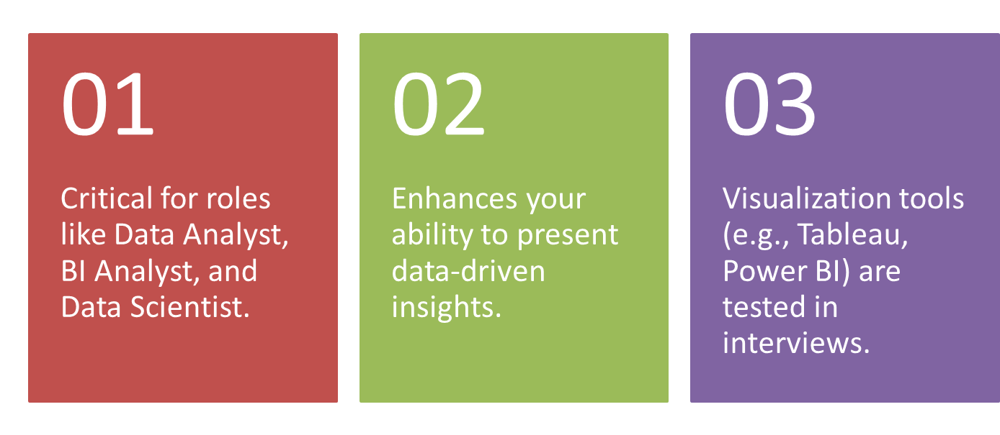 01
Critical for roles
like Data Analyst,
BI Analyst, and
Data Scientist.
02
Enhances your
ability to present
data-driven
insights.
03
Visualization tools
(e.g., Tableau,
Power BI) are
tested in
interviews.